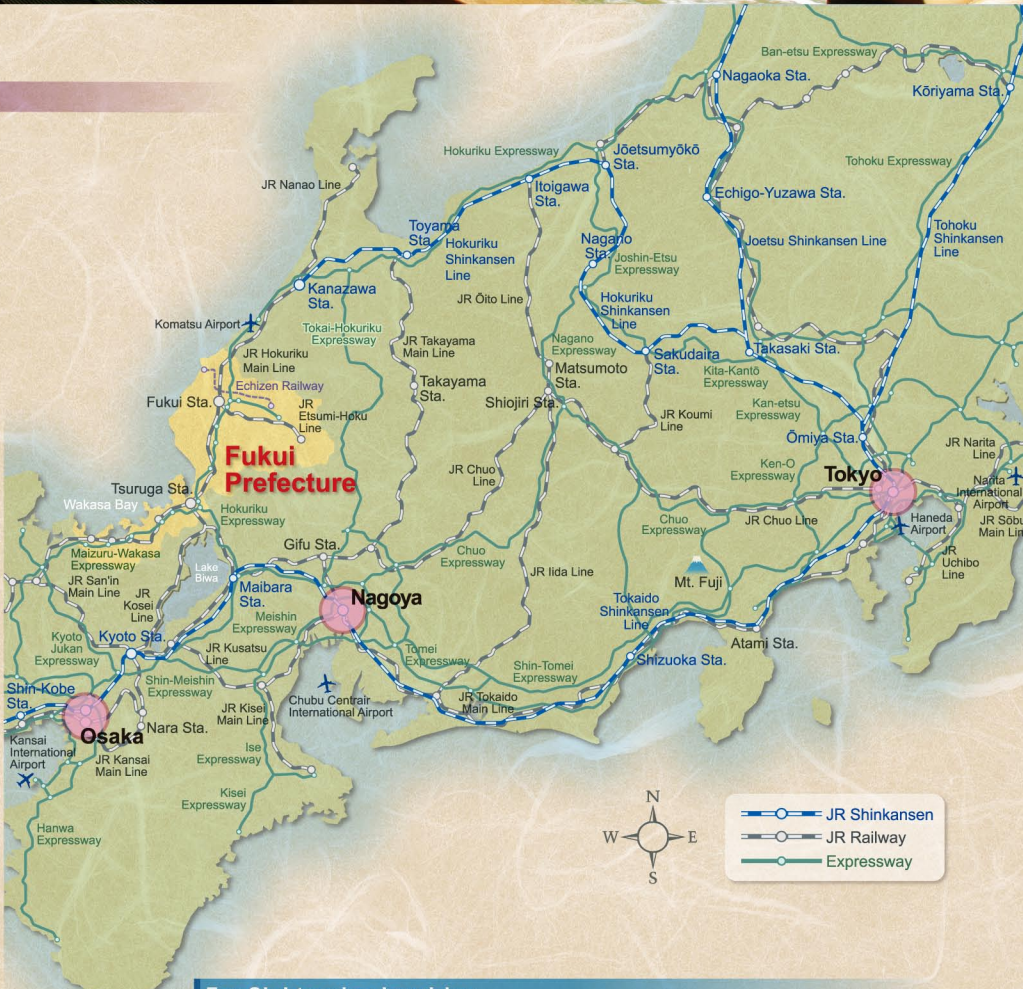 Ban-etsu Expressway
Nagaoka Sta.
Kōriyama Sta.
Hokuriku Expressway
Jōetsumyōkō
Sta.
Tohoku Expressway
JR Nanao Line
Itoigawa
Sta.
Echigo-Yuzawa Sta.
Toyama
Sta.
Hokuriku
Shinkansen
Line
Nagano
Sta.
Joshin-Etsu
Expressway
Joetsu Shinkansen Line
Tohoku
Shinkansen
Line
Kanazawa
Sta.
JR Ōito Line
Hokuriku
Shinkansen
Line
Komatsu Airport
Tokai-Hokuriku
Expressway
JR Takayama
Main Line
Nagano
Expressway
Sakudaira
Sta.
Takasaki Sta.
JR Hokuriku
Main Line
Echizen Railway
Takayama
Sta.
Matsumoto
Sta.
Kita-Kantō
Expressway
Fukui Sta.
JR
Etsumi-Hoku
Line
Shiojiri Sta.
JR Koumi
Line
Kan-etsu
Expressway
Ōmiya Sta.
JR Narita
Line
Fukui
Prefecture
JR Chuo
Line
Ken-O
Expressway
Tokyo
Narita
International
Airport
Tsuruga Sta.
Wakasa Bay
Hokuriku
Expressway
Chuo
Expressway
JR Chuo Line
Haneda
Airport
JR Sōbu
Main Lin
Maizuru-Wakasa
Expressway
Gifu Sta.
Chuo
Expressway
JR
Uchibo
Line
JR San'in
Main Line
Lake
Biwa
JR Iida Line
Mt. Fuji
JR
Kosei
Line
Maibara
Sta.
Nagoya
Tokaido
Shinkansen
Line
Meishin
Expressway
Kyoto
Jukan
Expressway
Kyoto Sta.
JR Kusatsu
Line
Tomei
Expressway
Atami Sta.
Shin-Tomei
Expressway
Shizuoka Sta.
Shin-Meishin
Expressway
Shin-Kobe
Sta.
Chubu Centrair
International Airport
JR Tokaido
Main Line
JR Kisei
Main Line
Nara Sta.
Osaka
Kansai
International
Airport
JR Kansai
Main Line
Ise
Expressway
Kisei
Expressway
Hanwa
Expressway
N
W
E
S
JR Shinkansen
JR Railway
Expressway